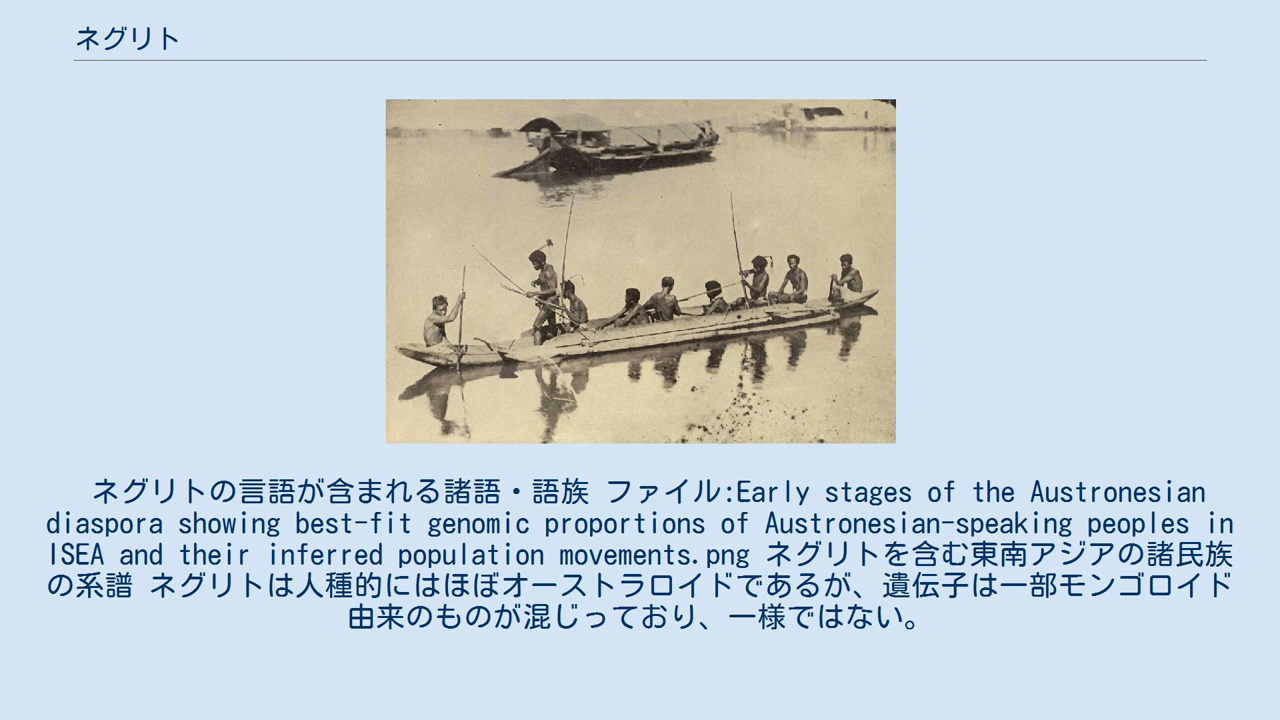 ネグリト
ネグリトの言語が含まれる諸語・語族 ファイル:Early stages of the Austronesian
diaspora showing best-fit genomic proportions of Austronesian-speaking peoples in
ISEA and their inferred population movements.png ネグリトを含む東南アジアの諸民族
の系譜 ネグリトは人種的にはほぼオーストラロイドであるが、遺伝子は一部モンゴロイド
由来のものが混じっており、一様ではない。